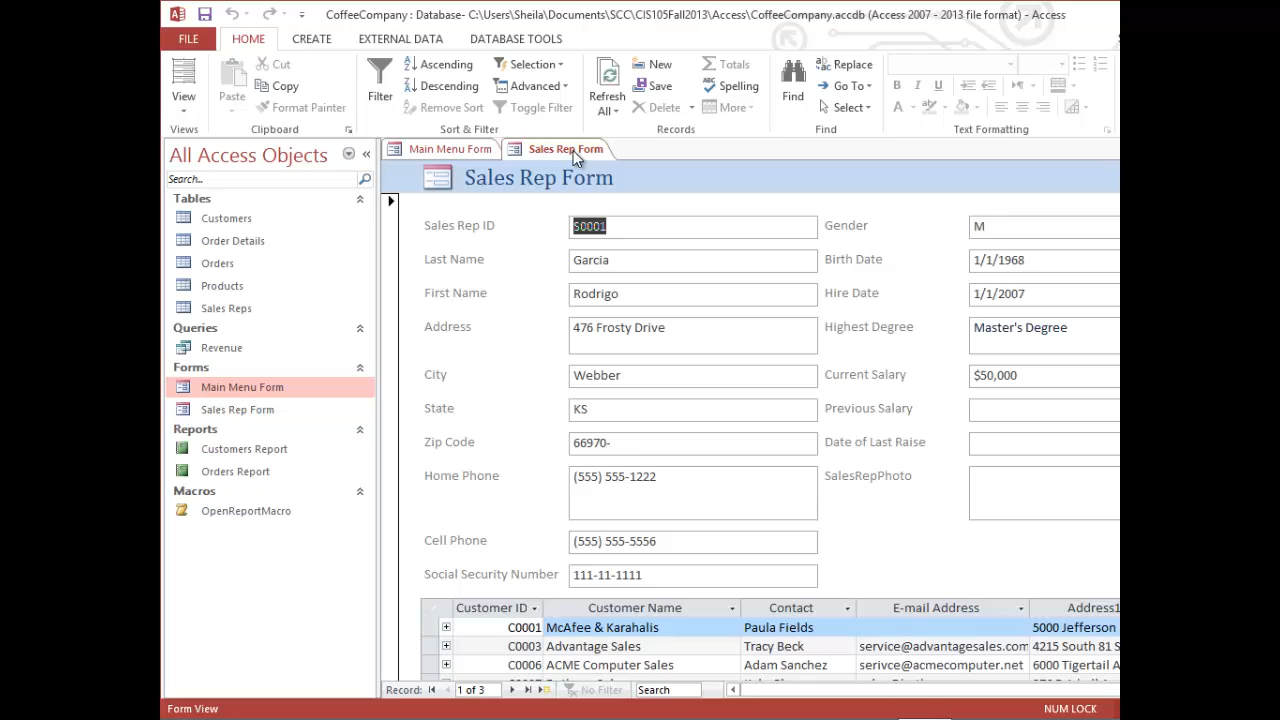 CoffeeCompany : Database- C:\Users\Sheila\Documents\SCC\CIS105Fall2013\Access\CoffeeCompany.accdb (Access 2007 - 2013 file format) - Access
FILE HOME CREATE EXTERNAL DATA DATABASE TOOLS
View
Views
Paste
Cut
Copy
Format Painter
Clipboard
Filter
Ascending
Descending
Remove Sort
Selection
Advanced
Toggle Filter
Sort & Filter
Refresh All
New
Save
Delete
Totals
Spelling
More
Records
Find
Replace
Go To
Select
Find
B I U
A
Text Formatting
All Access Objects
Search...
Tables
Customers
Order Details
Orders
Products
Sales Reps
Queries
Revenue
Forms
Main Menu Form
Sales Rep Form
Reports
Customers Report
Orders Report
Macros
OpenReportMacro
Main Menu Form Sales Rep Form
Sales Rep Form
Sales Rep ID S0001 Gender M
Last Name Garcia Birth Date 1/1/1968
First Name Rodrigo Hire Date 1/1/2007
Address 476 Frosty Drive Highest Degree Master's Degree
City Webber Current Salary $50,000
State KS Previous Salary
Zip Code 66970- Date of Last Raise
Home Phone (555) 555-1222 SalesRepPhoto
Cell Phone (555) 555-5556
Social Security Number 111-11-1111
Customer ID Customer Name Contact E-mail Address Address1
C0001 McAfee & Karahalis Paula Fields 5000 Jefferson
C0003 Advantage Sales Tracy Beck service@advantagesales.com 4215 South 81 S
C0006 ACME Computer Sales Adam Sanchez serivce@acmecomputer.net 6000 Tigertail A
Record: 1 of 3 No Filter Search
Form View NUM LOCK